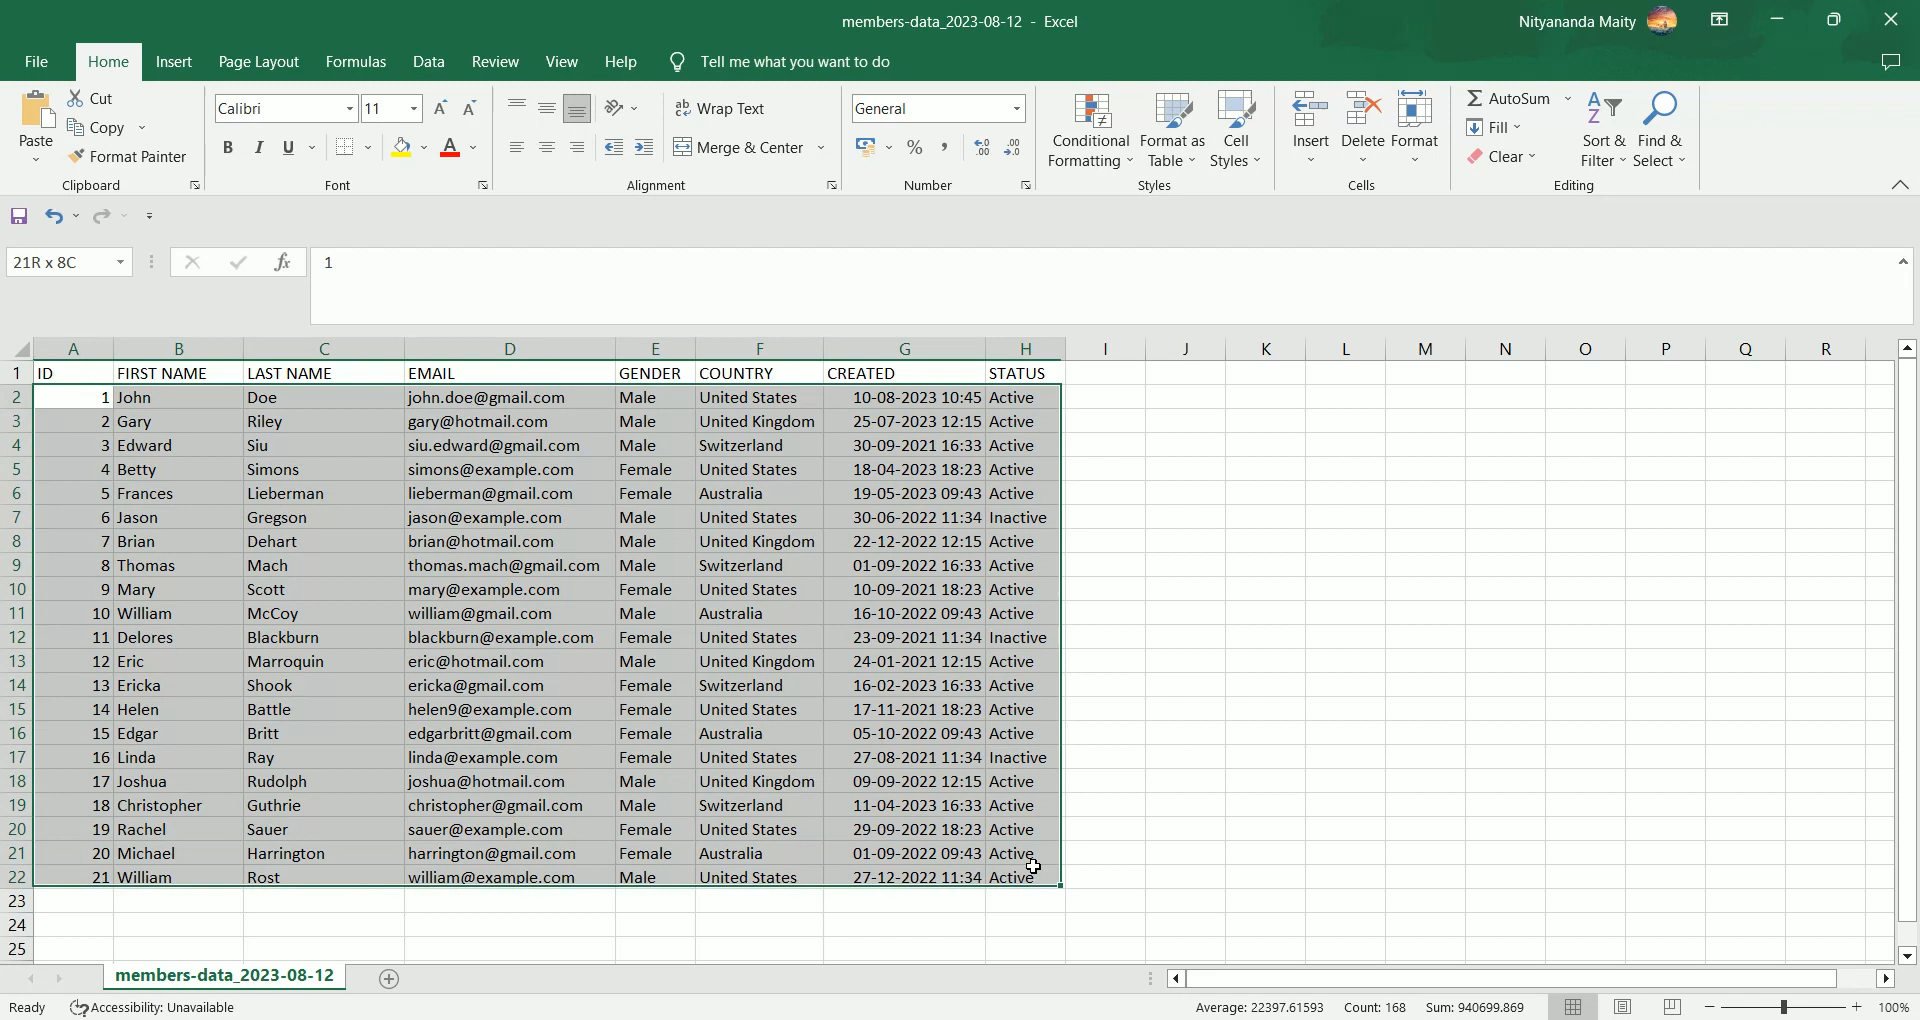 members-data_2023-08-12 - Excel
Nityananda Maity
File Home Insert Page Layout Formulas Data Review View Help Tell me what you want to do
Paste
Cut
Copy
Format Painter
Clipboard
Calibri 11 A A
B I U A
Font
ab Wrap Text
Merge & Center
Alignment
General
% ,
Number
Conditional Formatting
Format as Table
Cell Styles
Styles
Insert Delete Format
Cells
AutoSum
Fill
Clear
Sort & Filter
Find & Select
Editing
21R x 8C fx 1
A B C D E F G H I J K L M N O P Q R
1 ID FIRST NAME LAST NAME EMAIL GENDER COUNTRY CREATED STATUS
2 1 John Doe john.doe@gmail.com Male United States 10-08-2023 10:45 Active
3 2 Gary Riley gary@hotmail.com Male United Kingdom 25-07-2023 12:15 Active
4 3 Edward Siu siu.edward@gmail.com Male Switzerland 30-09-2021 16:33 Active
5 4 Betty Simons simons@example.com Female United States 18-04-2023 18:23 Active
6 5 Frances Lieberman lieberman@gmail.com Female Australia 19-05-2023 09:43 Active
7 6 Jason Gregson jason@example.com Male United States 30-06-2022 11:34 Inactive
8 7 Brian Dehart brian@hotmail.com Male United Kingdom 22-12-2022 12:15 Active
9 8 Thomas Mach thomas.mach@gmail.com Male Switzerland 01-09-2021 16:33 Active
10 9 Mary Scott mary@example.com Female United States 10-09-2021 18:23 Active
11 10 William McCoy william@gmail.com Male Australia 16-10-2022 09:43 Active
12 11 Delores Blackburn blackburn@example.com Female United States 23-09-2021 11:34 Inactive
13 12 Eric Marroquin eric@hotmail.com Male United Kingdom 24-01-2021 12:15 Active
14 13 Ericka Shook ericka@gmail.com Female Switzerland 16-02-2023 16:33 Active
15 14 Helen Battle helen9@example.com Female United States 17-11-2021 18:23 Active
16 15 Edgar Britt edgarbritt@gmail.com Female Australia 05-10-2022 09:43 Active
17 16 Linda Ray linda@example.com Female United States 27-08-2021 11:34 Inactive
18 17 Joshua Rudolph joshua@hotmail.com Male United Kingdom 09-09-2022 12:15 Active
19 18 Christopher Guthrie christopher@gmail.com Male Switzerland 11-04-2023 16:33 Active
20 19 Rachel Sauer sauer@example.com Female United States 29-09-2022 18:23 Active
21 20 Michael Harrington harrington@gmail.com Female Australia 01-09-2022 09:43 Active
22 21 William Rost william@example.com Male United States 27-12-2022 11:34 Active
23
24
25
members-data_2023-08-12
Ready Accessibility: Unavailable Average: 22397.61593 Count: 168 Sum: 940699.869 100%